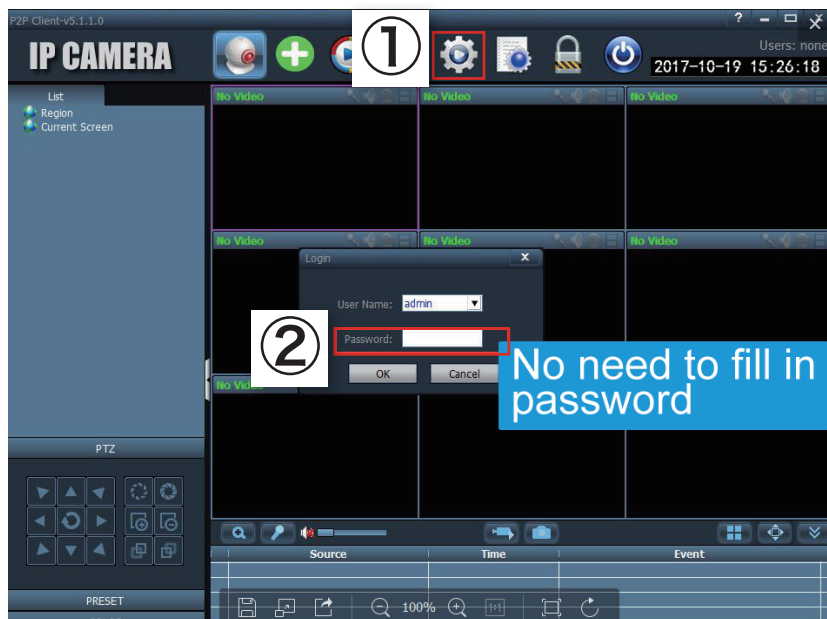 P2P Client-v5.1.1.0
?
IP CAMERA
①
Users: none
2017-10-19 15:26:18
List
Region
Current Screen
No Video
No Video
No Video
No Video
No Video
No Video
Login
User Name: admin
②
Password:
OK
Cancel
No need to fill in
password
PTZ
Source
Time
Event
PRESET
100%
1:1